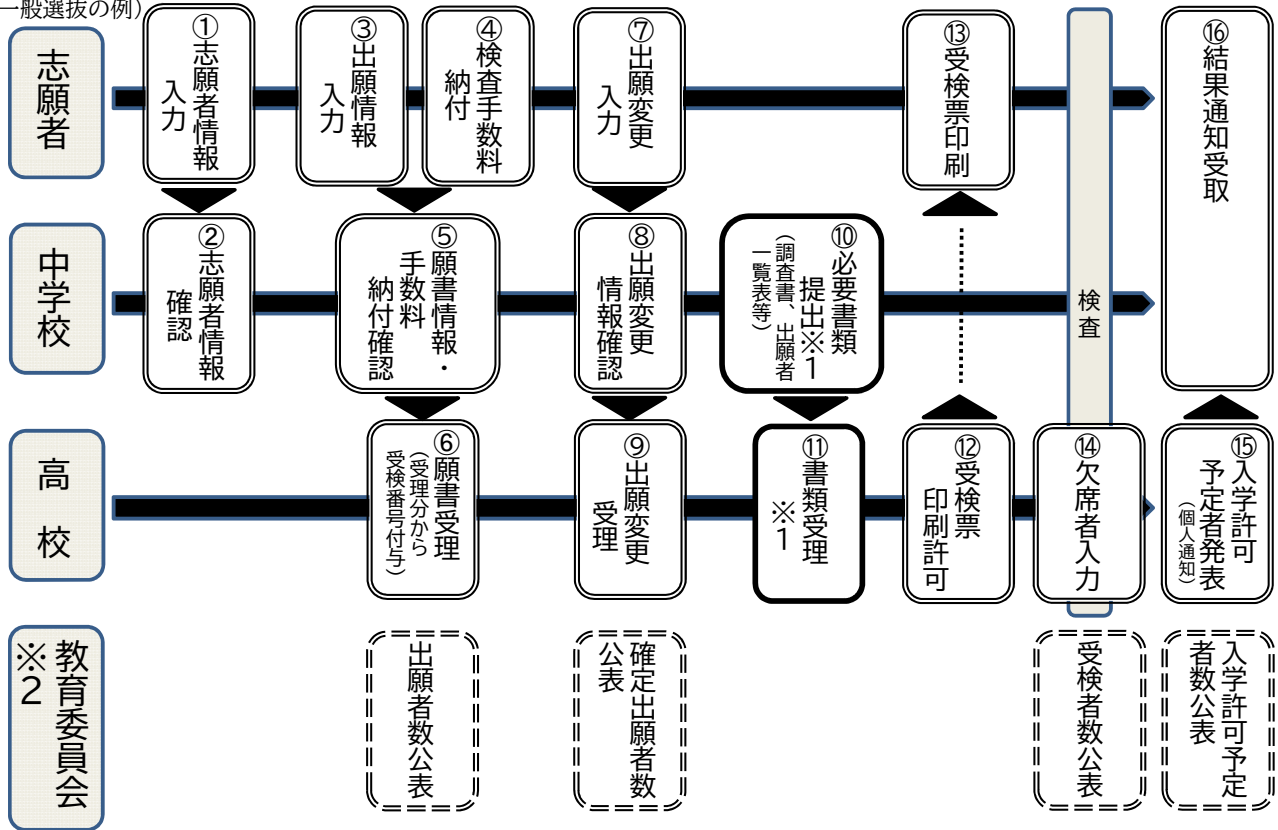 一般選抜の例)
志願者
①志願者情報
入力
③出願情報
入力
④検査手数料
納付
⑦出願変更
入力
⑬受検票印刷
⑯結果通知受取
中学校
②志願者情報
確認
⑤願書情報・
手数料
納付確認
⑧出願変更
情報確認
⑩必要書類
提出※1
(調査書、出願者
一覧表等)
検査
高校
⑥願書受理
(受理分から
受検番号付与)
⑨出願変更
受理
⑪書類受理
※1
⑫受検票
印刷許可
⑭欠席者入力
⑮入学許可
予定者発表
(個人通知)
教育委員会
※2
出願者数公表
確定出願者数
公表
受検者数公表
入学許可予定
者数公表